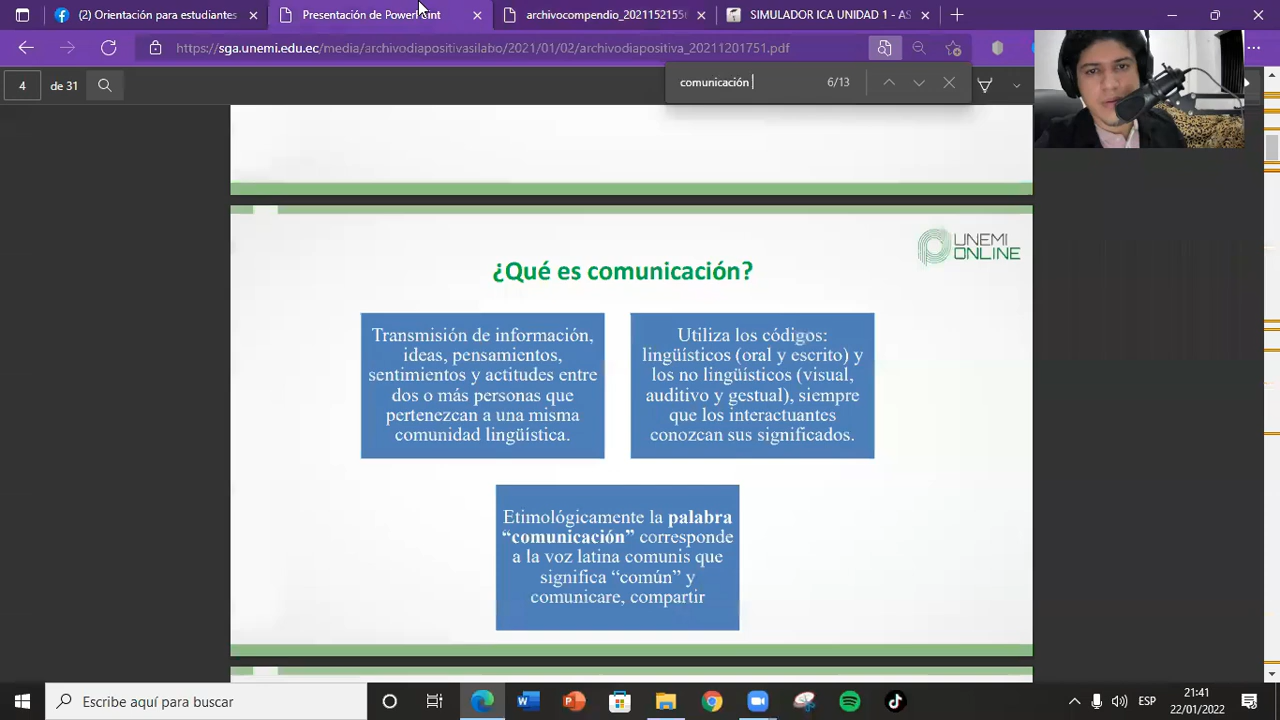 (2) Orientación para estudiantes
Presentación de PowerPoint
archivocompendio_2021152155
SIMULADOR ICA UNIDAD 1 - AS
https://sga.unemi.edu.ec/media/archivodiapositivasilabo/2021/01/02/archivodiapositiva_20211201751.pdf
4 de 31
comunicación 6/13
UNEMI
ONLINE
¿Qué es comunicación?
Transmisión de información,
ideas, pensamientos,
sentimientos y actitudes entre
dos o más personas que
pertenezcan a una misma
comunidad lingüística.
Utiliza los códigos:
lingüísticos (oral y escrito) y
los no lingüísticos (visual,
auditivo y gestual), siempre
que los interactuantes
conozcan sus significados.
Etimológicamente la palabra
“comunicación” corresponde
a la voz latina comunis que
significa “común” y
comunicare, compartir
Escribe aquí para buscar
ESP
21:41
22/01/2022